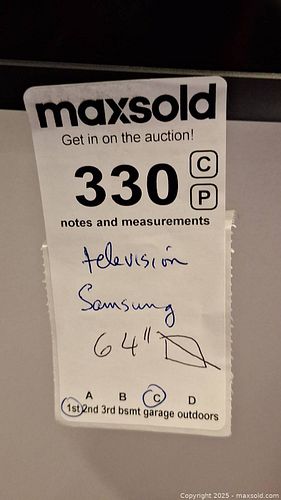 maxsold
Get in on the auction!
330 C
P
notes and measurements
television
Samsung
64"
A B C D
1st 2nd 3rd bsmt garage outdoors
Copyright © 2025 - maxsold.com